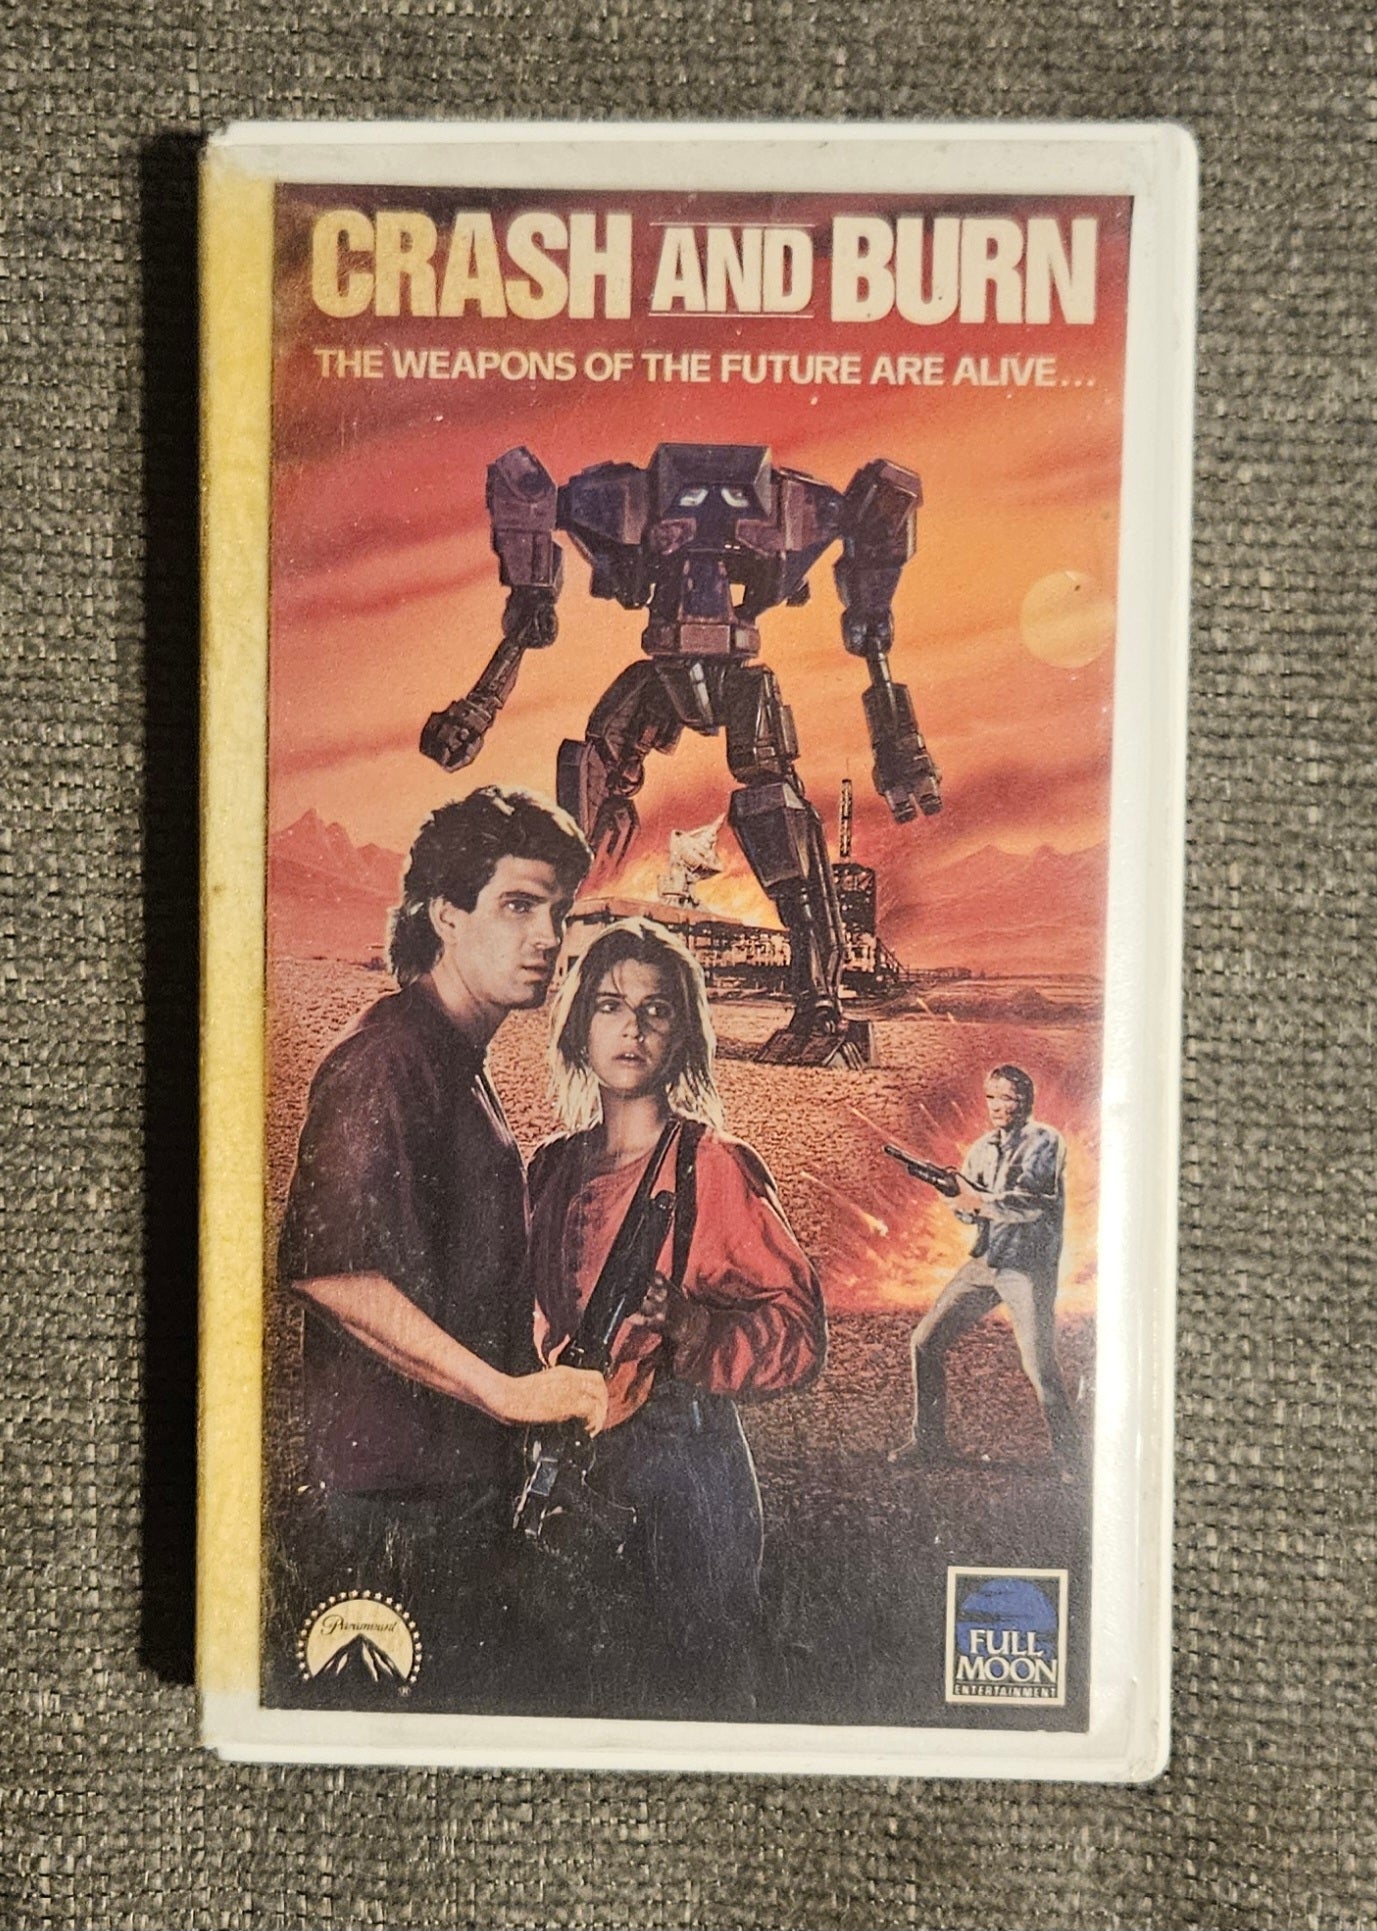 CRASH AND BURN
THE WEAPONS OF THE FUTURE ARE ALIVE...
Paramount
®
FULL
MOON
ENTERTAINMENT